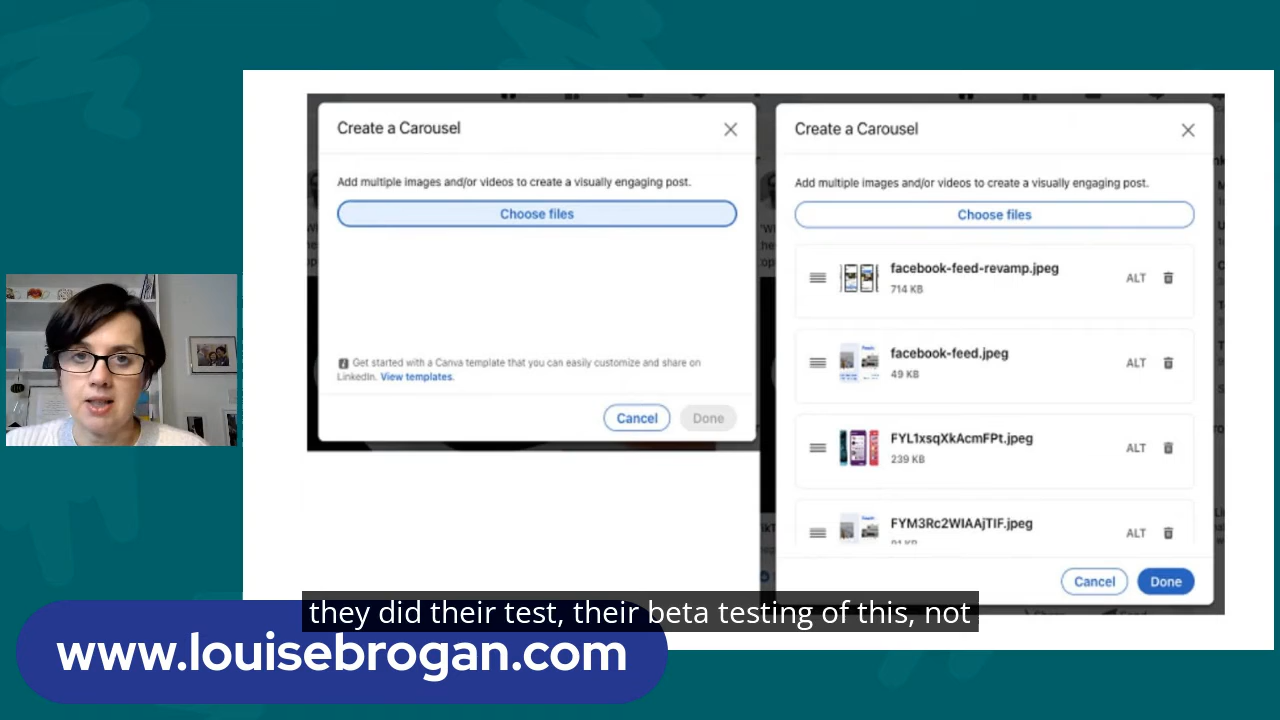 Create a Carousel
Add multiple images and/or videos to create a visually engaging post.
Choose files
Get started with a Canva template that you can easily customize and share on
LinkedIn. View templates.
Cancel
Done
Create a Carousel
Add multiple images and/or videos to create a visually engaging post.
Choose files
facebook-feed-revamp.jpeg
714 KB
ALT
facebook-feed.jpeg
49 KB
ALT
FYL1xsqXkAcmFPt.jpeg
239 KB
ALT
FYM3Rc2WIAAjTIF.jpeg
91 KB
ALT
Cancel
Done
they did their test, their beta testing of this, not
www.louisebrogan.com